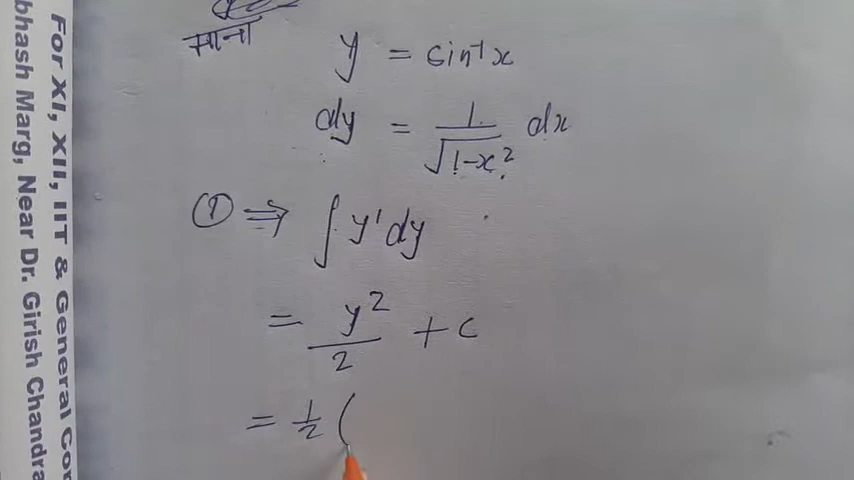 For XI, XII, IIT & General Co
bhash Marg, Near Dr. Girish Chandra
माना
y = sin⁻¹x
dy = 1/√(1-x²) dx
① ⇒ ∫ y¹ dy
= y²/2 + c
= 1/2 (